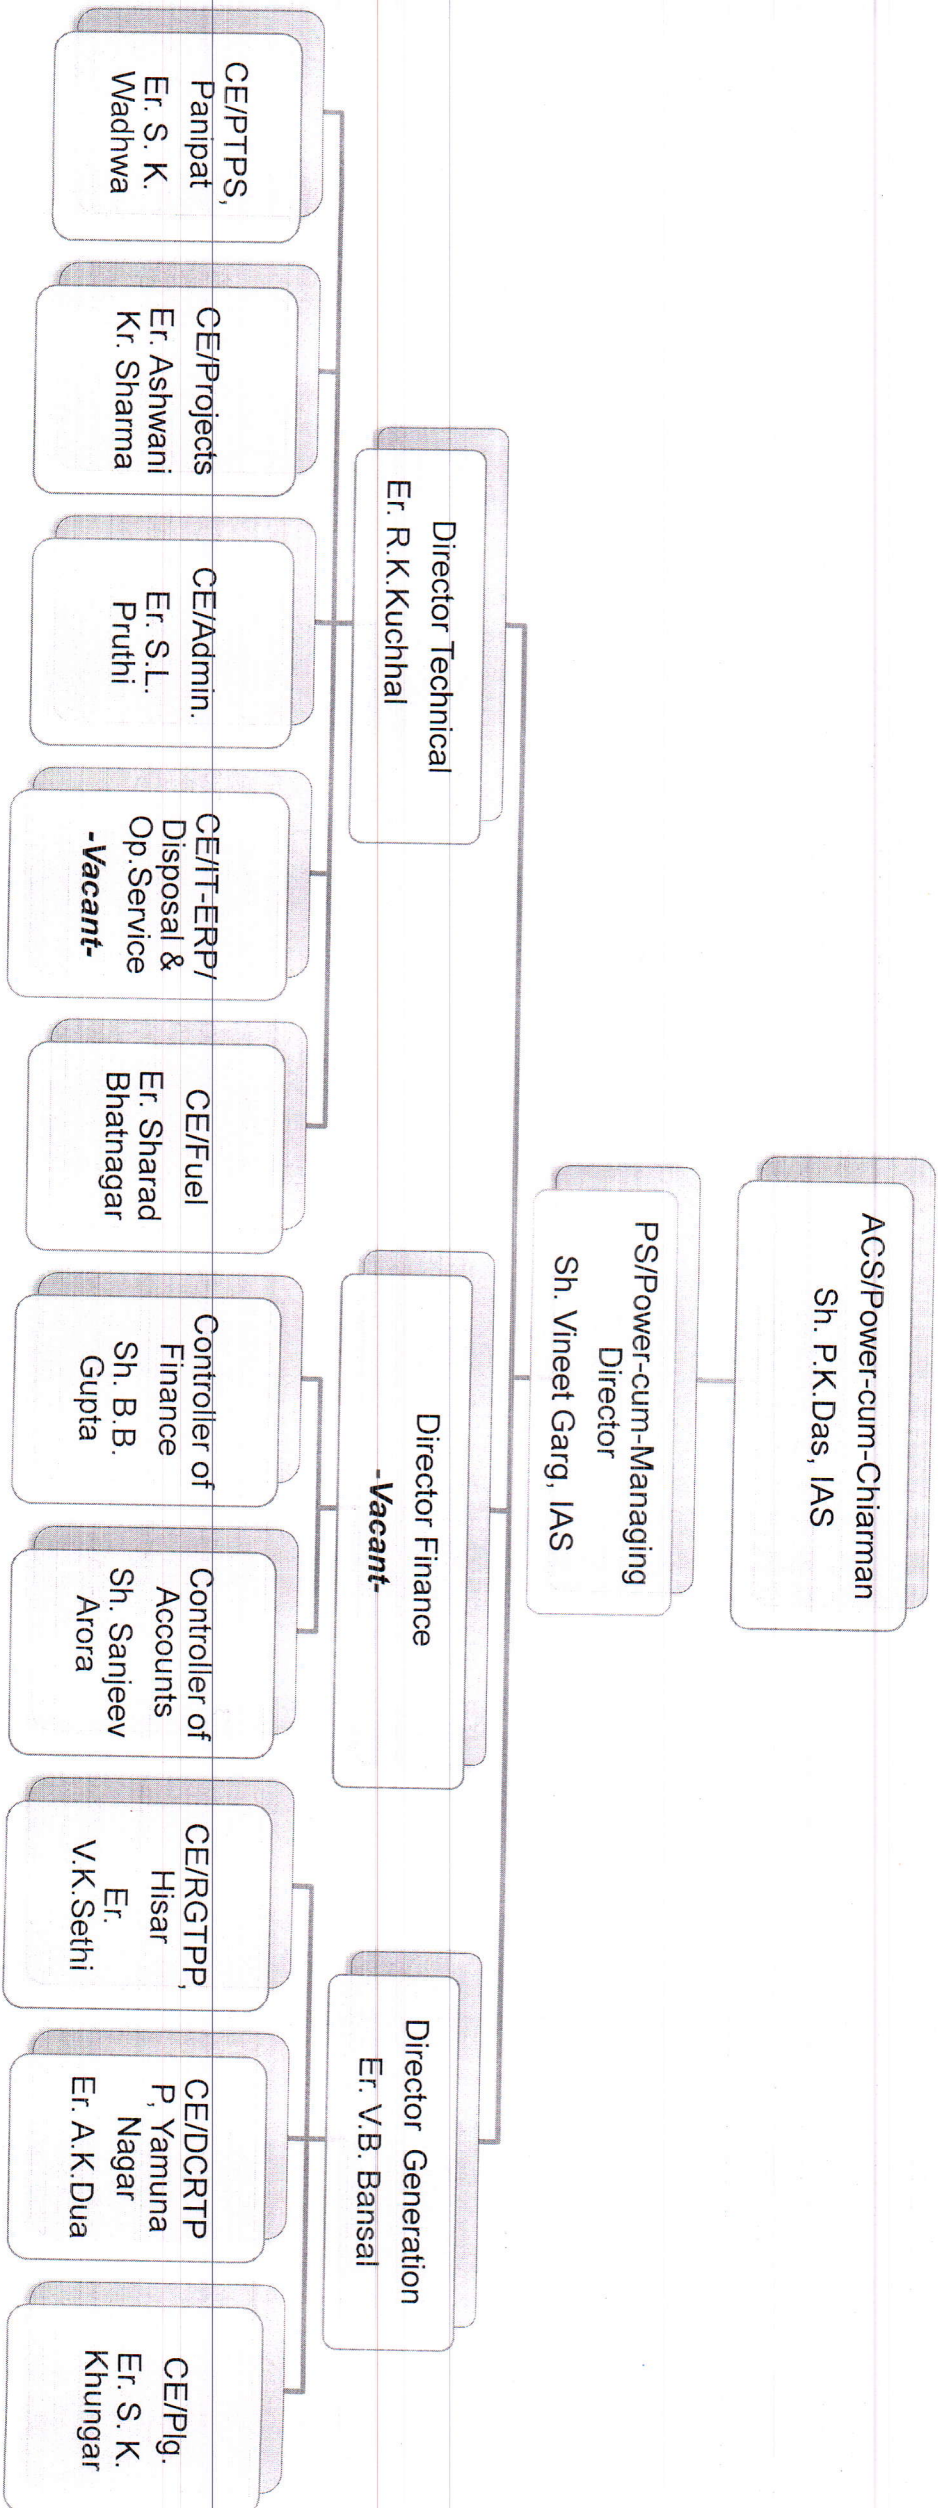 ACS/Power-cum-Chiarman
Sh. P.K.Das, IAS
PS/Power-cum-Managing
Director
Sh. Vineet Garg, IAS
Director Technical
Er. R.K.Kuchhal
Director Finance
-Vacant-
Director Generation
Er. V.B. Bansal
CE/PTPS,
Panipat
Er. S. K.
Wadhwa
CE/Projects
Er. Ashwani
Kr. Sharma
CE/Admin.
Er. S.L.
Pruthi
CE/IT-ERP/
Disposal &
Op.Service
-Vacant-
CE/Fuel
Er. Sharad
Bhatnagar
Controller of
Finance
Sh. B.B.
Gupta
Controller of
Accounts
Sh. Sanjeev
Arora
CE/RGTPP,
Hisar
Er.
V.K.Sethi
CE/DCRTP
P, Yamuna
Nagar
Er. A.K.Dua
CE/Plg.
Er. S. K.
Khungar